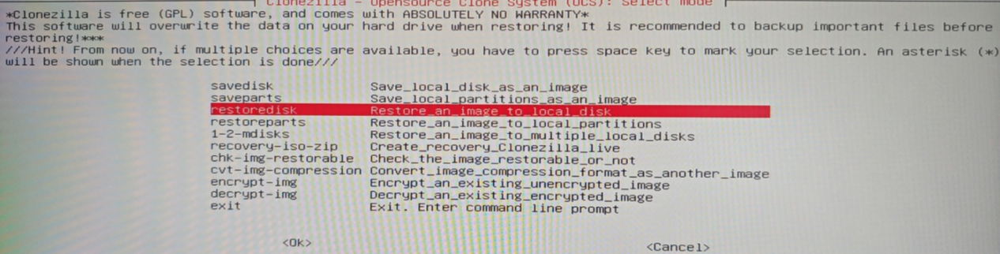 Clonezilla - Opensource Clone System (OCS): Select mode
*Clonezilla is free (GPL) software, and comes with ABSOLUTELY NO WARRANTY*
This software will overwrite the data on your hard drive when restoring! It is recommended to backup important files before
restoring!***
///Hint! From now on, if multiple choices are available, you have to press space key to mark your selection. An asterisk (*)
will be shown when the selection is done///
savedisk Save_local_disk_as_an_image
saveparts Save_local_partitions_as_an_image
restoredisk Restore_an_image_to_local_disk
restoreparts Restore_an_image_to_local_partitions
1-2-mdisks Restore_an_image_to_multiple_local_disks
recovery-iso-zip Create_recovery_Clonezilla_live
chk-img-restorable Check_the_image_restorable_or_not
cvt-img-compression Convert_image_compression_format_as_another_image
encrypt-img Encrypt_an_existing_unencrypted_image
decrypt-img Decrypt_an_existing_encrypted_image
exit Exit. Enter command line prompt
<Ok> <Cancel>